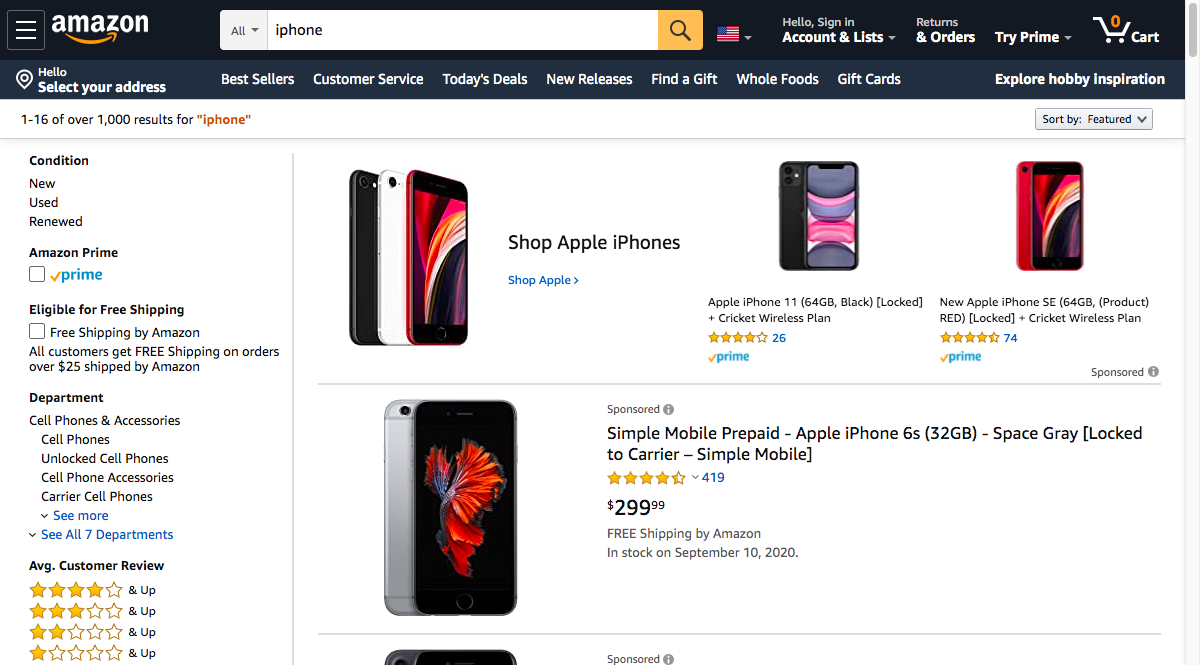 amazon
All
iphone
Hello, Sign in
Account & Lists
Returns
& Orders
Try Prime
0
Cart
Hello
Select your address
Best Sellers
Customer Service
Today's Deals
New Releases
Find a Gift
Whole Foods
Gift Cards
Explore hobby inspiration
1-16 of over 1,000 results for "iphone"
Sort by: Featured
Condition
New
Used
Renewed
Amazon Prime
prime
Eligible for Free Shipping
Free Shipping by Amazon
All customers get FREE Shipping on orders
over $25 shipped by Amazon
Department
Cell Phones & Accessories
Cell Phones
Unlocked Cell Phones
Cell Phone Accessories
Carrier Cell Phones
See more
See All 7 Departments
Avg. Customer Review
& Up
& Up
& Up
& Up
Shop Apple iPhones
Shop Apple ›
Apple iPhone 11 (64GB, Black) [Locked]
+ Cricket Wireless Plan
26
prime
New Apple iPhone SE (64GB, (Product)
RED) [Locked] + Cricket Wireless Plan
74
prime
Sponsored
Sponsored
Simple Mobile Prepaid - Apple iPhone 6s (32GB) - Space Gray [Locked
to Carrier – Simple Mobile]
419
$29999
FREE Shipping by Amazon
In stock on September 10, 2020.
Sponsored